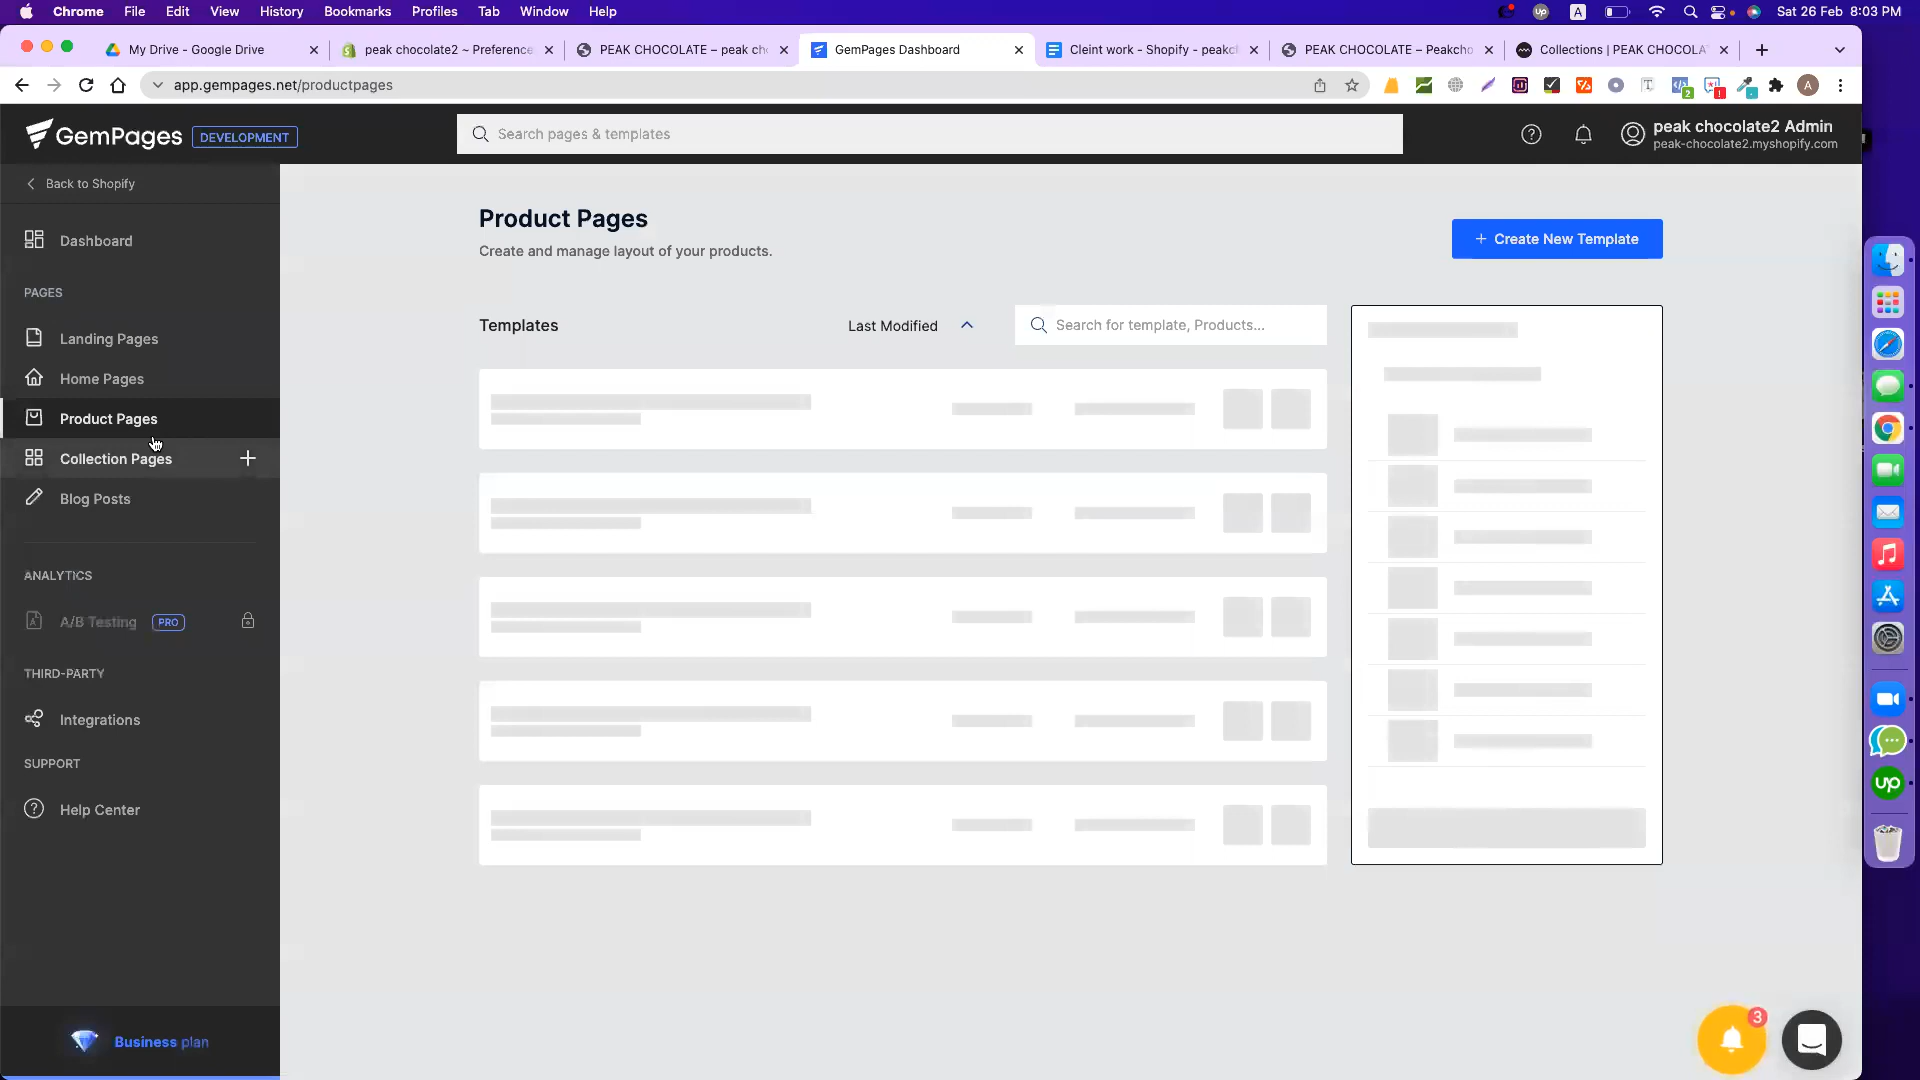 Chrome File Edit View History Bookmarks Profiles Tab Window Help
A Sat 26 Feb 8:03 PM
My Drive - Google Drive
peak chocolate2 ~ Preference
PEAK CHOCOLATE – peak ch
GemPages Dashboard
Cleint work - Shopify - peakc
PEAK CHOCOLATE – Peakcho
Collections | PEAK CHOCOLA
app.gempages.net/productpages
GemPages DEVELOPMENT
Search pages & templates
peak chocolate2 Admin
peak-chocolate2.myshopify.com
Back to Shopify
Dashboard
PAGES
Landing Pages
Home Pages
Product Pages
Collection Pages
Blog Posts
ANALYTICS
A/B Testing PRO
THIRD-PARTY
Integrations
SUPPORT
Help Center
Business plan
Product Pages
Create and manage layout of your products.
+ Create New Template
Templates
Last Modified
Search for template, Products...
3
up